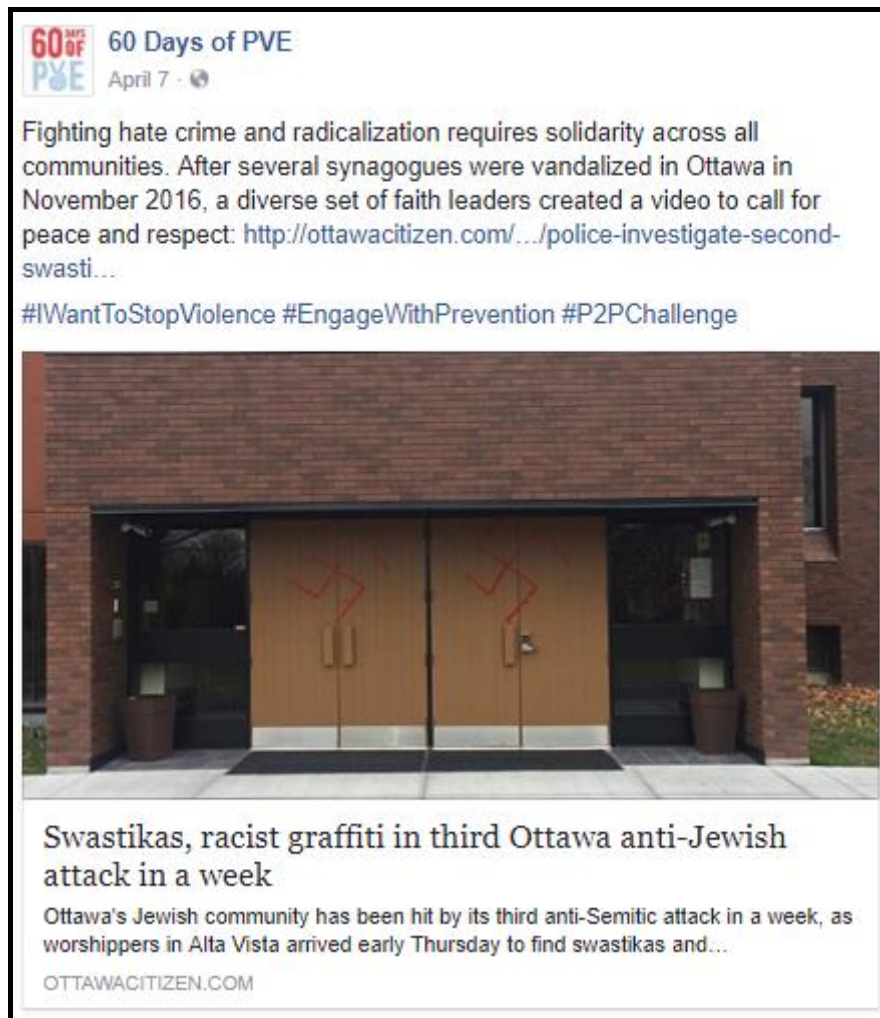 60 DAYS OF PVE
60 Days of PVE
April 7 ·
Fighting hate crime and radicalization requires solidarity across all
communities. After several synagogues were vandalized in Ottawa in
November 2016, a diverse set of faith leaders created a video to call for
peace and respect: http://ottawacitizen.com/.../police-investigate-second-
swasti...
#IWantToStopViolence #EngageWithPrevention #P2PChallenge
Swastikas, racist graffiti in third Ottawa anti-Jewish
attack in a week
Ottawa's Jewish community has been hit by its third anti-Semitic attack in a week, as
worshippers in Alta Vista arrived early Thursday to find swastikas and...
OTTAWACITIZEN.COM